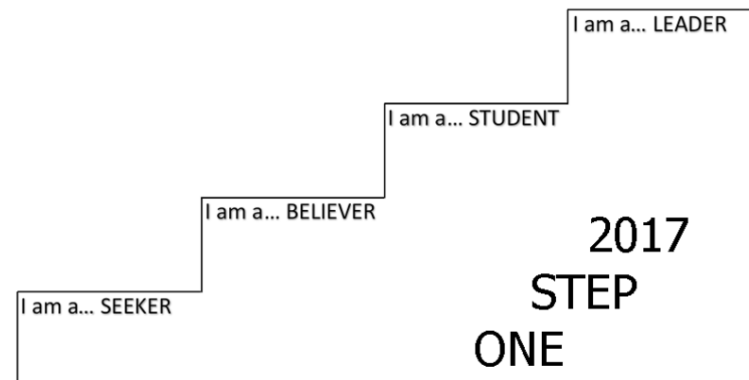 I am a... LEADER
I am a... STUDENT
I am a... BELIEVER
2017
I am a... SEEKER
STEP
ONE